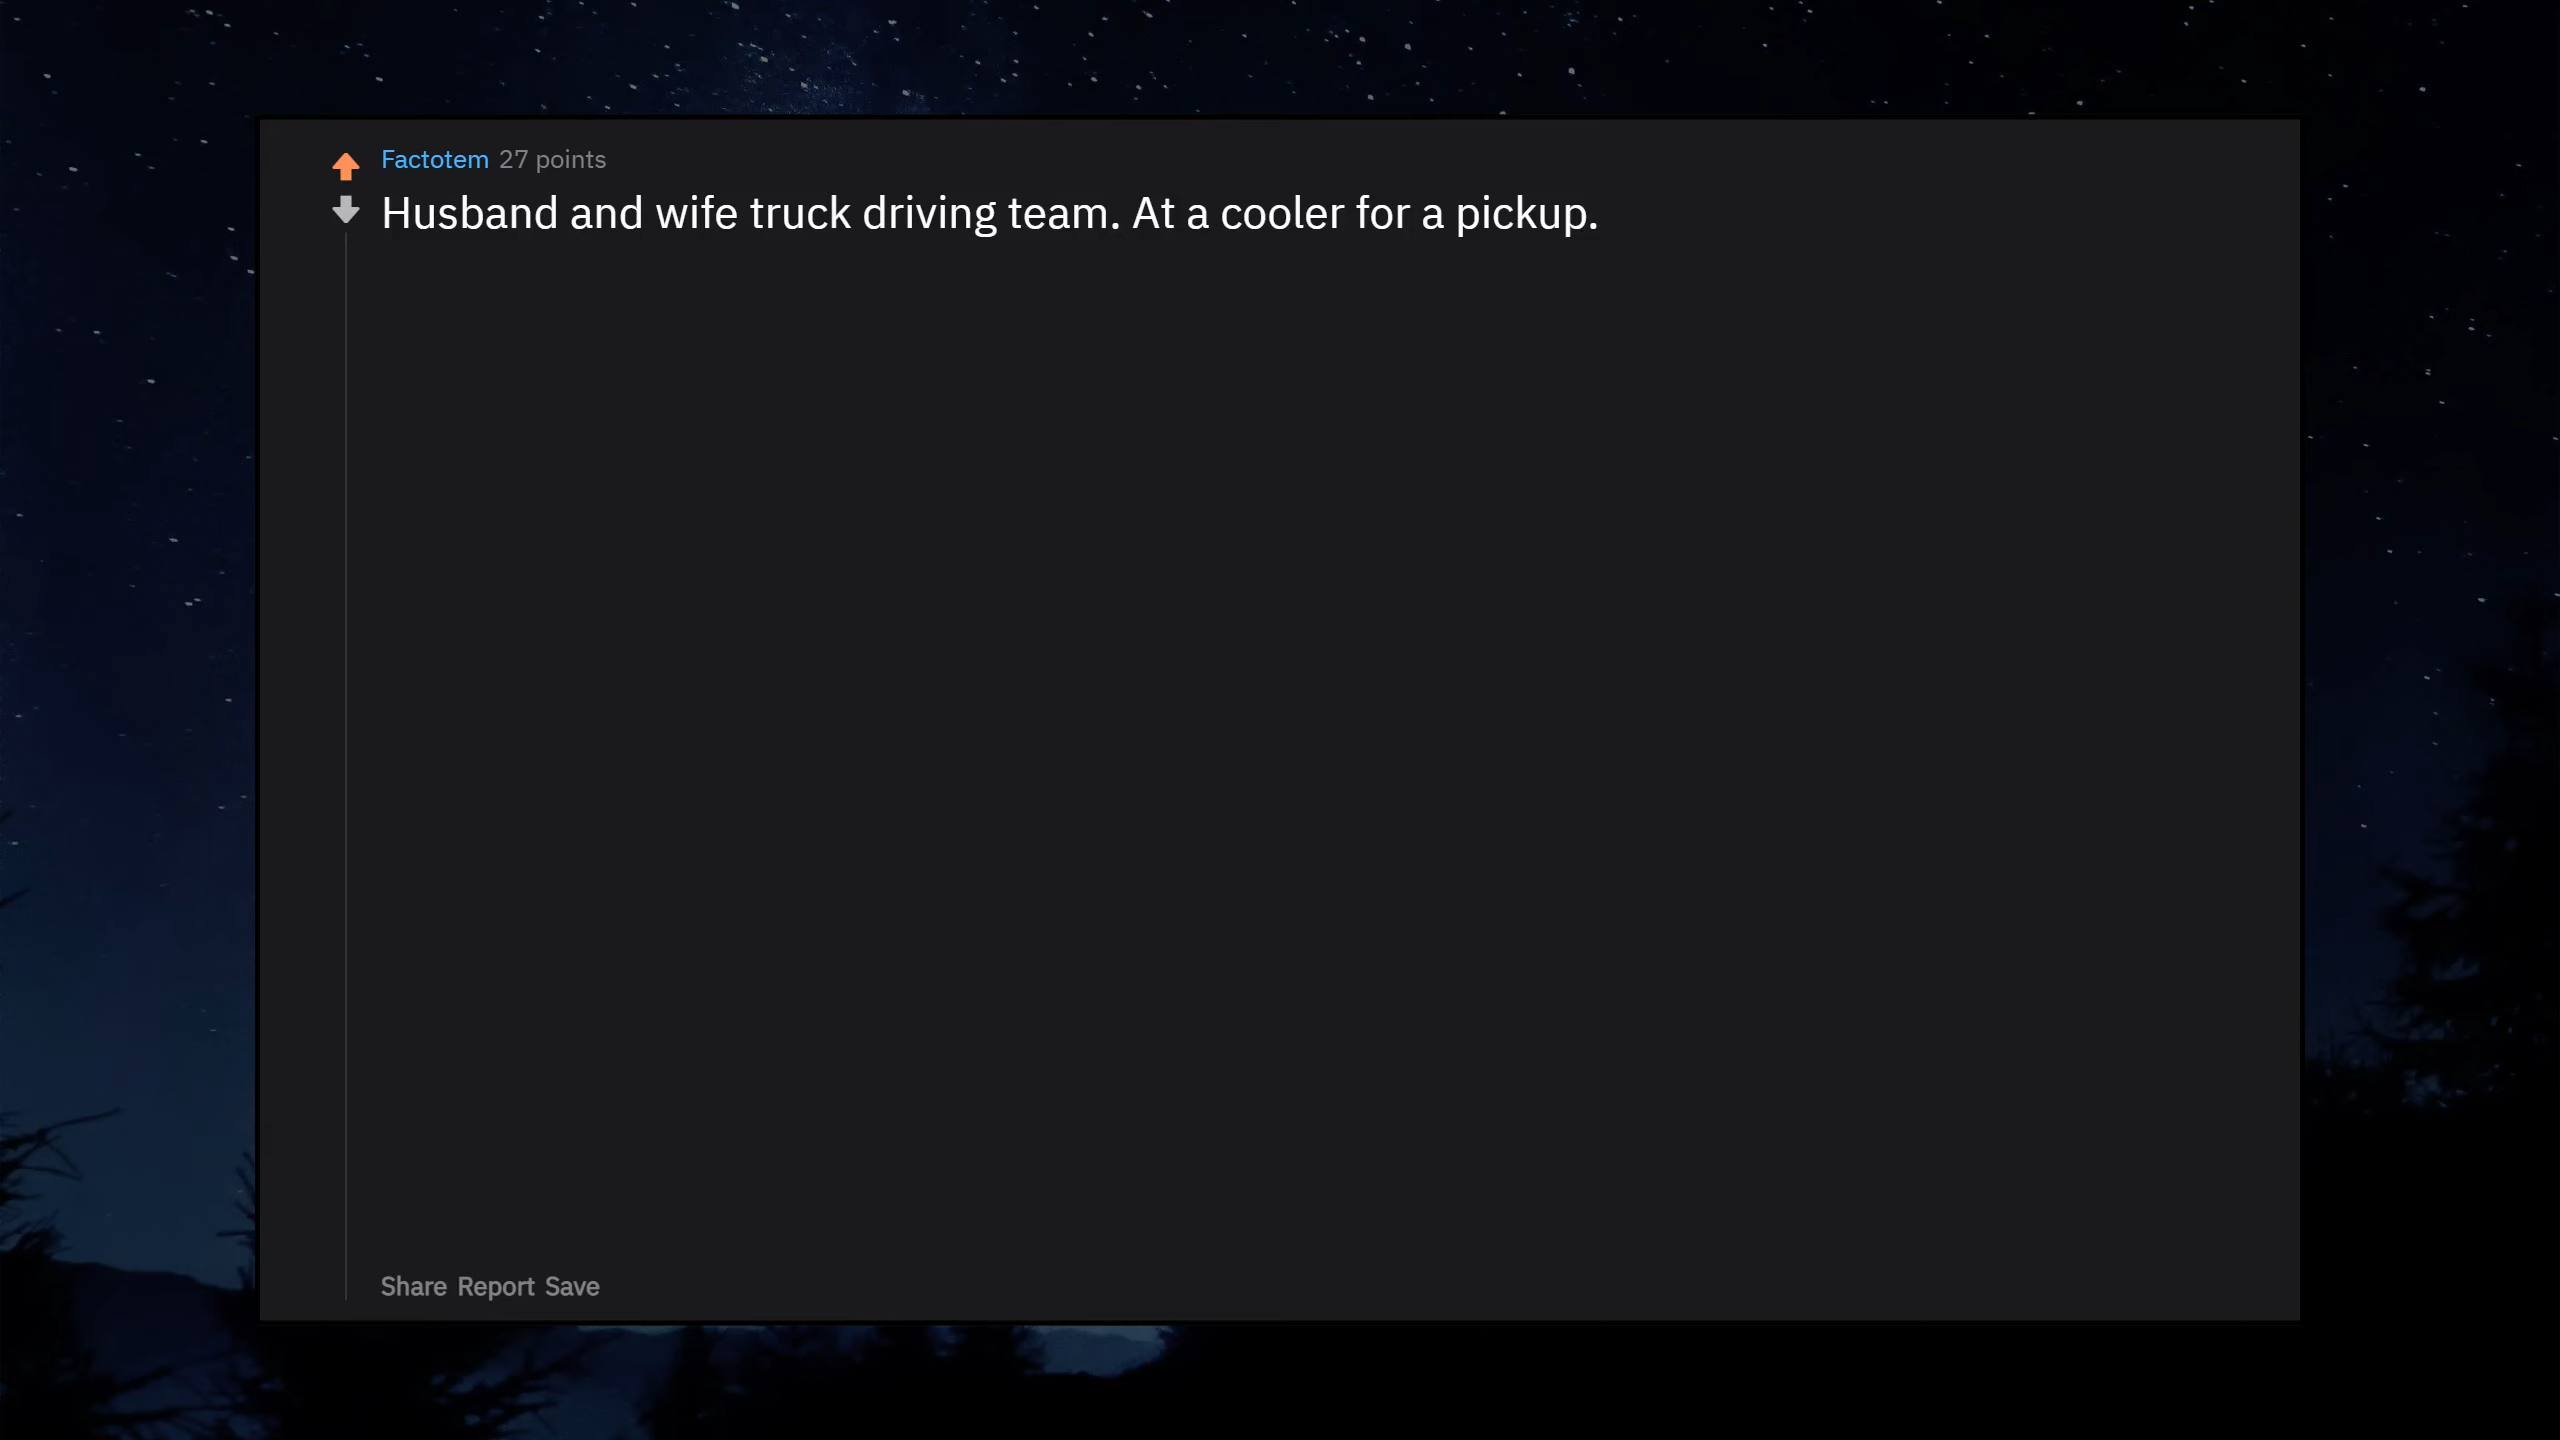 Factotem 27 points
Husband and wife truck driving team. At a cooler for a pickup.
Share Report Save